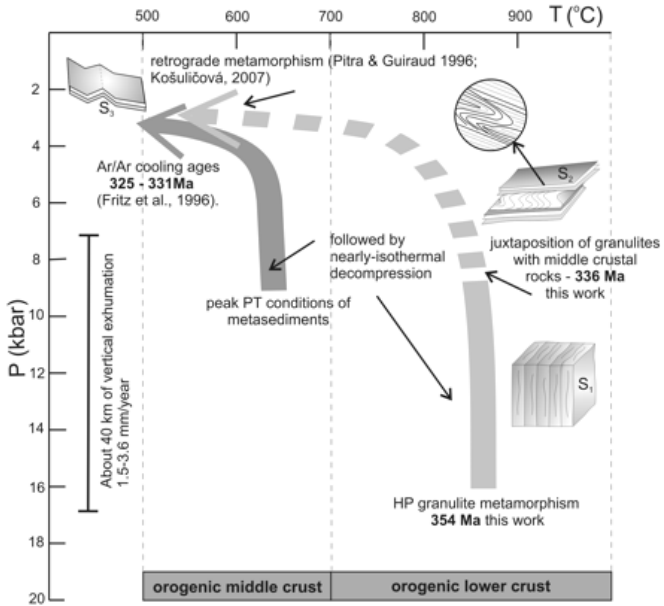 500 600 700 800 900 T (°C)
2
4
6
8
10
12
14
16
18
20
P (kbar)
retrograde metamorphism (Pitra & Guiraud 1996;
Košuličová, 2007)
S₃
Ar/Ar cooling ages
325 - 331Ma
(Fritz et al., 1996).
S₂
followed by
nearly-isothermal
decompression
juxtaposition of granulites
with middle crustal
rocks - 336 Ma
this work
peak PT conditions of
metasediments
About 40 km of vertical exhumation
1.5-3.6 mm/year
S₁
HP granulite metamorphism
354 Ma this work
orogenic middle crust
orogenic lower crust